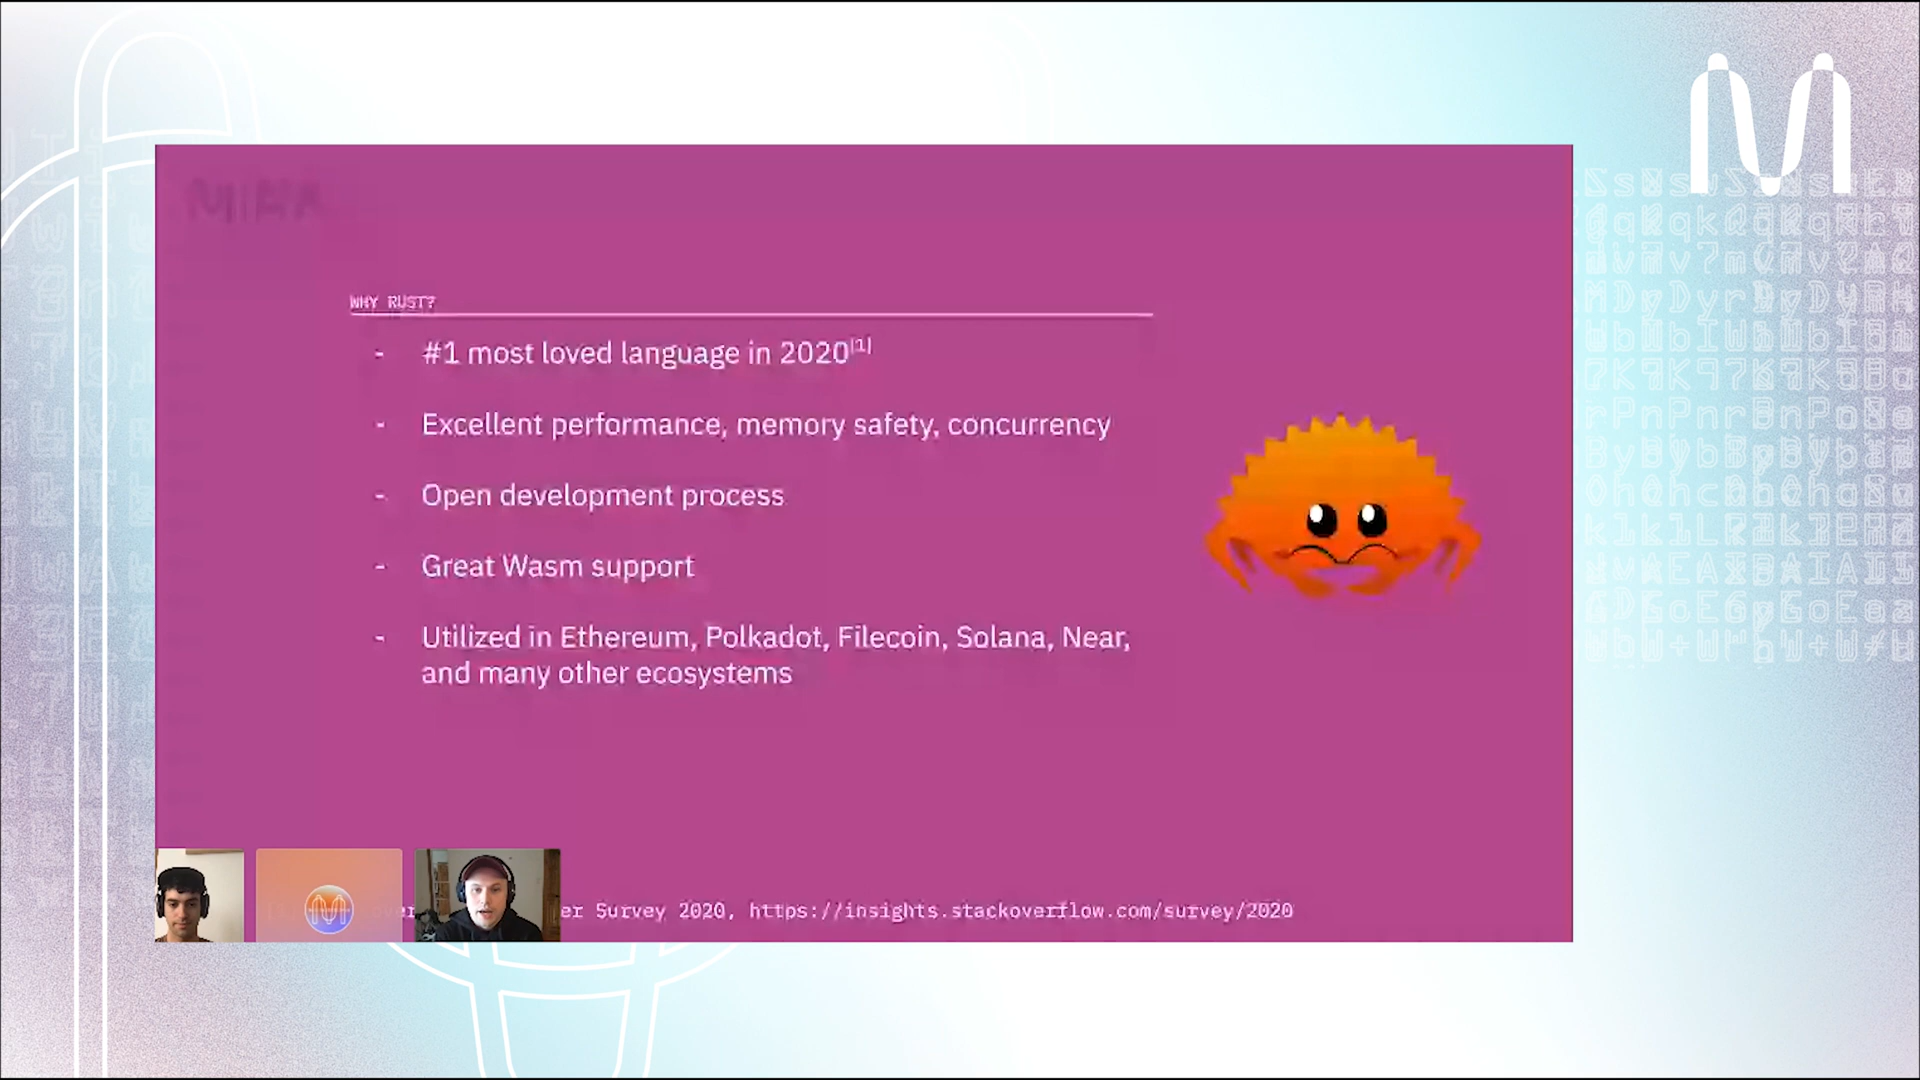 MINA
WHY RUST?
- #1 most loved language in 2020[1]
- Excellent performance, memory safety, concurrency
- Open development process
- Great Wasm support
- Utilized in Ethereum, Polkadot, Filecoin, Solana, Near,
and many other ecosystems
er Survey 2020, https://insights.stackoverflow.com/survey/2020